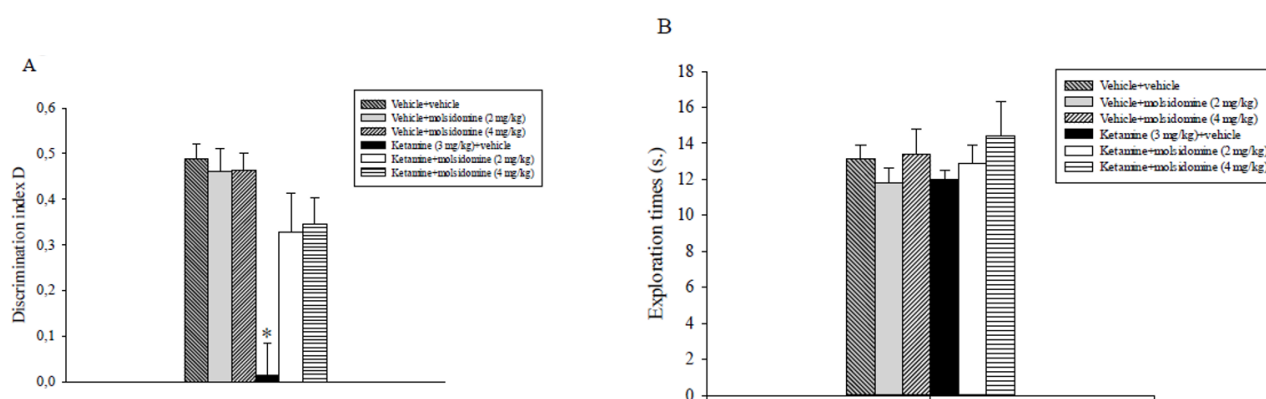 A
Discrimination index D
0,6
0,5
0,4
0,3
0,2
0,1
0,0
*
Vehicle+vehicle
Vehicle+molsidomine (2 mg/kg)
Vehicle+molsidomine (4 mg/kg)
Ketamine (3 mg/kg)+vehicle
Ketamine+molsidomine (2 mg/kg)
Ketamine+molsidomine (4 mg/kg)
B
Exploration times (s.)
18
16
14
12
10
8
6
4
2
0
Vehicle+vehicle
Vehicle+molsidomine (2 mg/kg)
Vehicle+molsidomine (4 mg/kg)
Ketamine (3 mg/kg)+vehicle
Ketamine+molsidomine (2 mg/kg)
Ketamine+molsidomine (4 mg/kg)